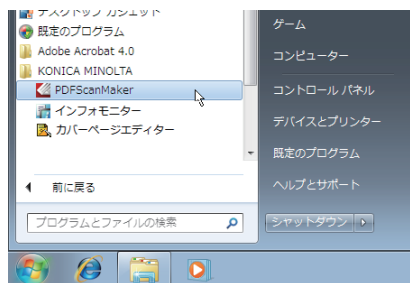 デスクトップ ガジェット
既定のプログラム
Adobe Acrobat 4.0
KONICA MINOLTA
PDFScanMaker
インフォモニター
カバーページエディター
前に戻る
プログラムとファイルの検索
ゲーム
コンピューター
コントロール パネル
デバイスとプリンター
既定のプログラム
ヘルプとサポート
シャットダウン